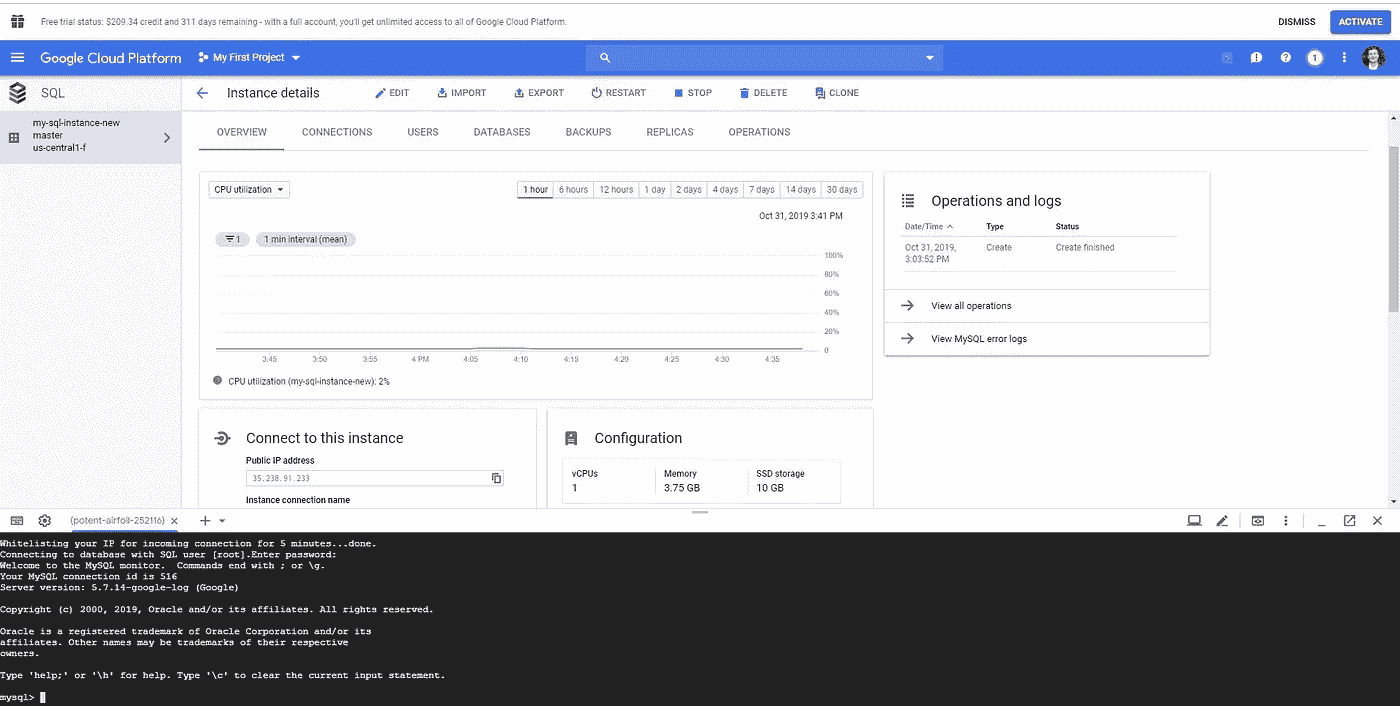 Free trial status: $209.34 credit and 311 days remaining - with a full account, you'll get unlimited access to all of Google Cloud Platform.
DISMISS
ACTIVATE
Google Cloud Platform
My First Project
1
SQL
Instance details
EDIT
IMPORT
EXPORT
RESTART
STOP
DELETE
CLONE
my-sql-instance-new
master
us-central1-f
OVERVIEW
CONNECTIONS
USERS
DATABASES
BACKUPS
REPLICAS
OPERATIONS
CPU utilization
1 hour
6 hours
12 hours
1 day
2 days
4 days
7 days
14 days
30 days
Oct 31, 2019 3:41 PM
1
1 min interval (mean)
100%
80%
60%
40%
20%
0
3:45
3:50
3:55
4 PM
4:05
4:10
4:15
4:20
4:25
4:30
4:35
CPU utilization (my-sql-instance-new): 2%
Operations and logs
Date/Time
Type
Status
Oct 31, 2019,
3:03:52 PM
Create
Create finished
View all operations
View MySQL error logs
Connect to this instance
Public IP address
35.238.91.233
Instance connection name
Configuration
vCPUs
1
Memory
3.75 GB
SSD storage
10 GB
(potent-airfoil-252116)
Whitelisting your IP for incoming connection for 5 minutes...done.
Connecting to database with SQL user [root].Enter password:
Welcome to the MySQL monitor.  Commands end with ; or \g.
Your MySQL connection id is 516
Server version: 5.7.14-google-log (Google)
Copyright (c) 2000, 2019, Oracle and/or its affiliates. All rights reserved.
Oracle is a registered trademark of Oracle Corporation and/or its
affiliates. Other names may be trademarks of their respective
owners.
Type 'help;' or '\h' for help. Type '\c' to clear the current input statement.
mysql>